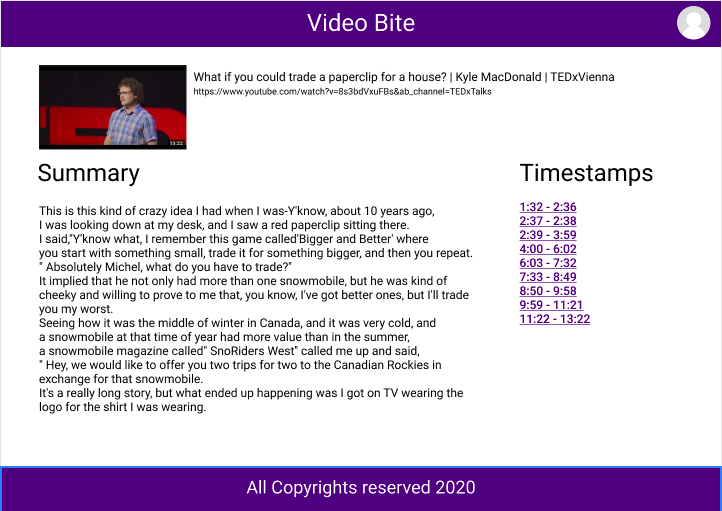 Video Bite
What if you could trade a paperclip for a house? | Kyle MacDonald | TEDxVienna
https://www.youtube.com/watch?v=8s3bdVxuFBs&ab_channel=TEDxTalks
13:22
Summary
This is this kind of crazy idea I had when I was-Y'know, about 10 years ago,
I was looking down at my desk, and I saw a red paperclip sitting there.
I said,"Y'know what, I remember this game called'Bigger and Better' where
you start with something small, trade it for something bigger, and then you repeat.
" Absolutely Michel, what do you have to trade?"
It implied that he not only had more than one snowmobile, but he was kind of
cheeky and willing to prove to me that, you know, I've got better ones, but I'll trade
you my worst.
Seeing how it was the middle of winter in Canada, and it was very cold, and
a snowmobile at that time of year had more value than in the summer,
a snowmobile magazine called" SnoRiders West" called me up and said,
" Hey, we would like to offer you two trips for two to the Canadian Rockies in
exchange for that snowmobile.
It's a really long story, but what ended up happening was I got on TV wearing the
logo for the shirt I was wearing.
Timestamps
1:32 - 2:36
2:37 - 2:38
2:39 - 3:59
4:00 - 6:02
6:03 - 7:32
7:33 - 8:49
8:50 - 9:58
9:59 - 11:21
11:22 - 13:22
All Copyrights reserved 2020